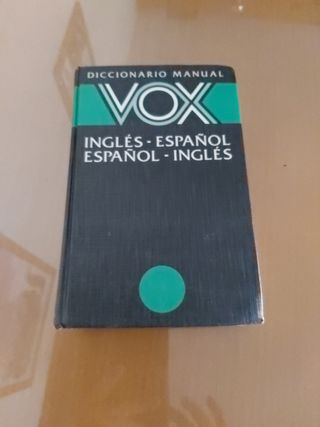 DICCIONARIO MANUAL
VOX
INGLÉS - ESPAÑOL
ESPAÑOL - INGLÉS